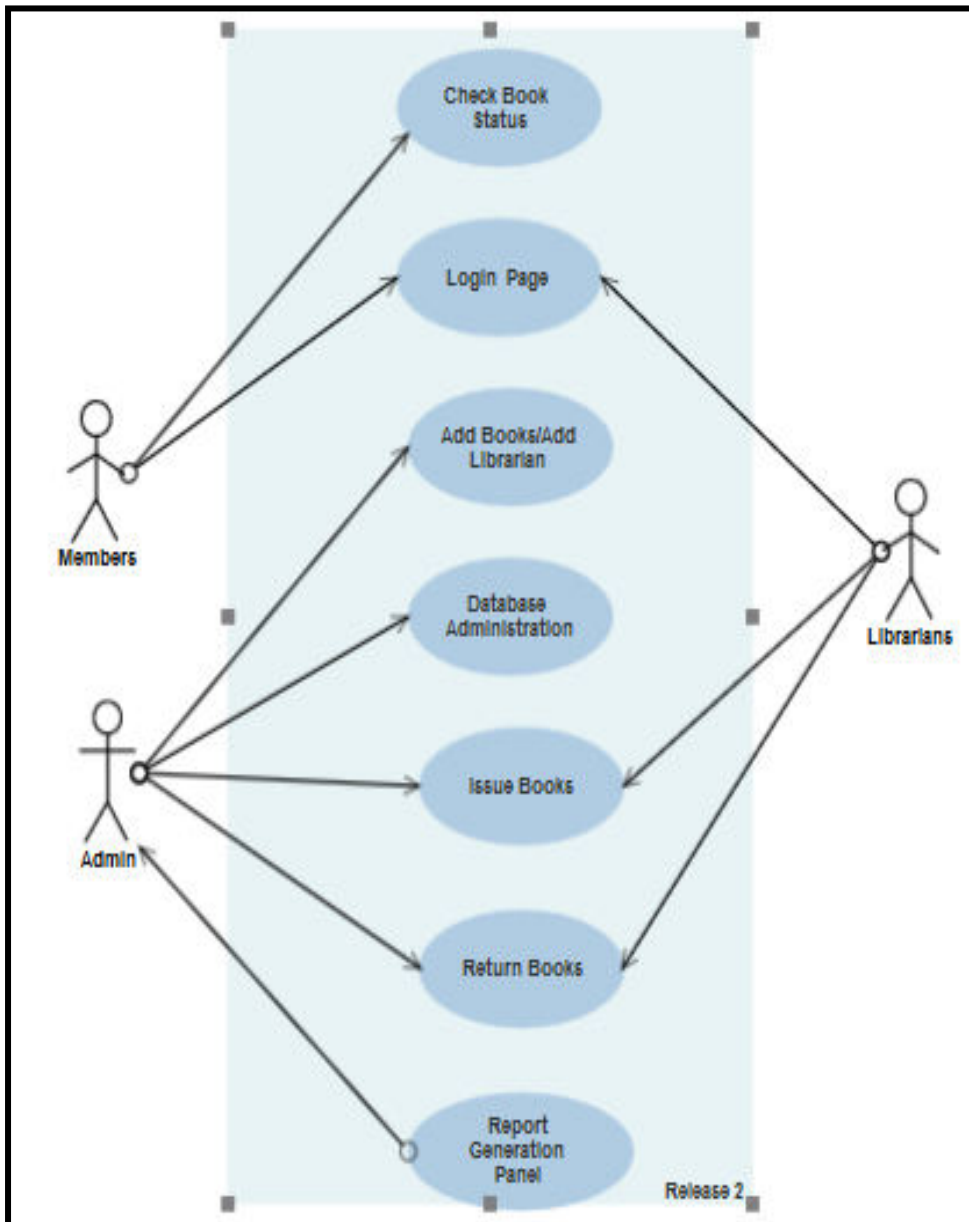 Check Book
Status
Login Page
Add Books/Add
Librarian
Members
Database
Administration
Librarians
Issue Books
Admin
Return Books
Report
Generation
Panel
Release 2